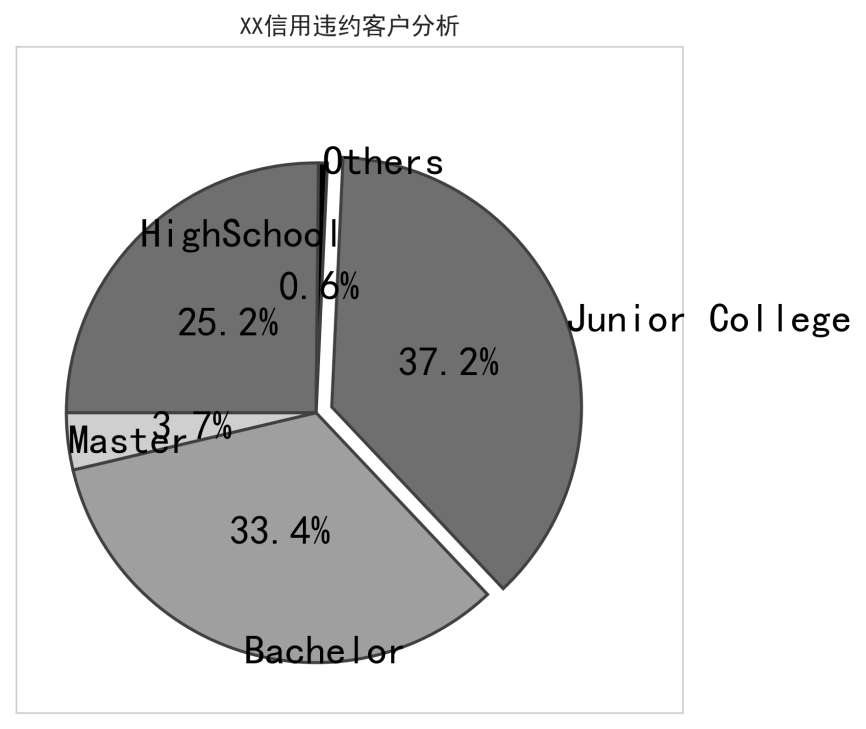 XX信用违约客户分析
Others
HighSchool
0.6%
25.2%
Junior College
37.2%
3.7%
Master
33.4%
Bachelor